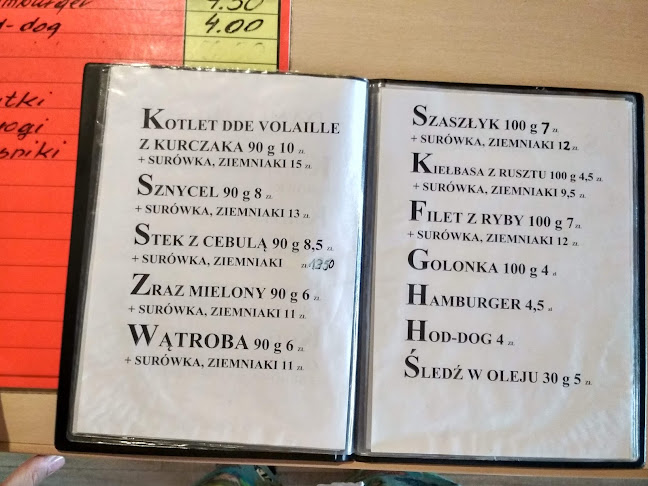 4.00
d-dog
KOTLET DDE VOLAILLE
Z KURCZAKA 90 g 10 zł
+ SURÓWKA, ZIEMNIAKI 15 zł
SZNYCEL 90 g 8 zł
+ SURÓWKA, ZIEMNIAKI 13 zł
STEK Z CEBULĄ 90 g 8,5 zł
+ SURÓWKA, ZIEMNIAKI zł 13,50
ZRAZ MIELONY 90 g 6 zł
+ SURÓWKA, ZIEMNIAKI 11 zł
WĄTROBA 90 g 6 zł
+ SURÓWKA, ZIEMNIAKI 11 zł
SZASZŁYK 100 g 7 zł
+ SURÓWKA, ZIEMNIAKI 12 zł
KIEŁBASA Z RUSZTU 100 g 4,5 zł
+ SURÓWKA, ZIEMNIAKI 9,5 zł
FILET Z RYBY 100 g 7 zł
+ SURÓWKA, ZIEMNIAKI 12 zł
GOLONKA 100 g 4 zł
HAMBURGER 4,5 zł
HOD-DOG 4 zł
ŚLEDŹ W OLEJU 30 g 5 zł